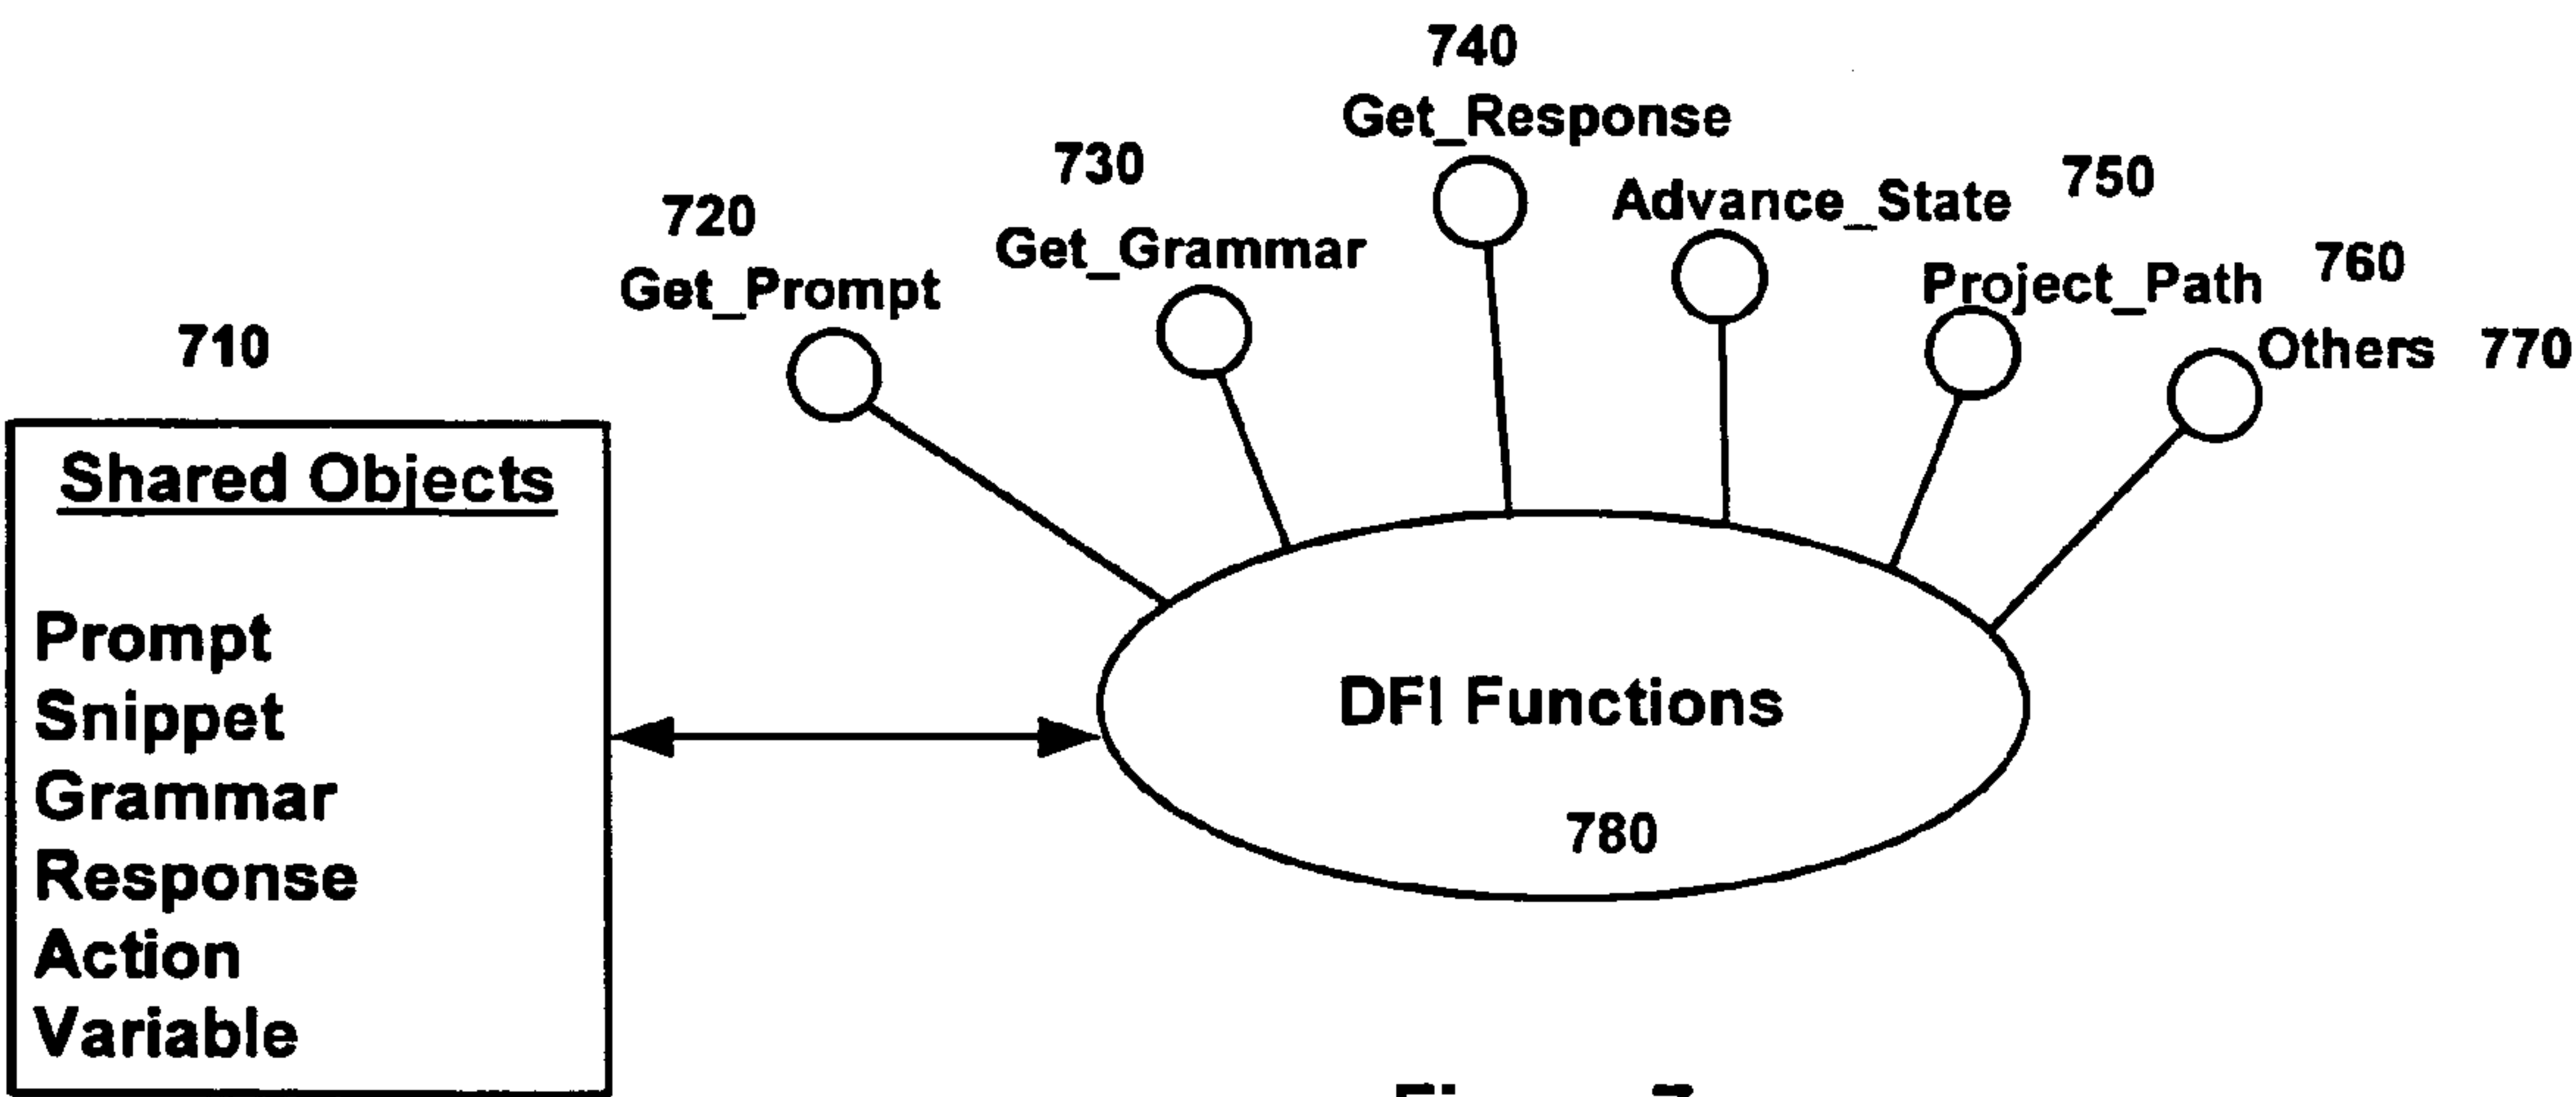 740
Get_Response
730
Get_Grammar
750
Advance_State
720
Get_Prompt
760
Project_Path
710
Others 770
Shared Objects
Prompt
Snippet
Grammar
Response
Action
Variable
DFI Functions
780